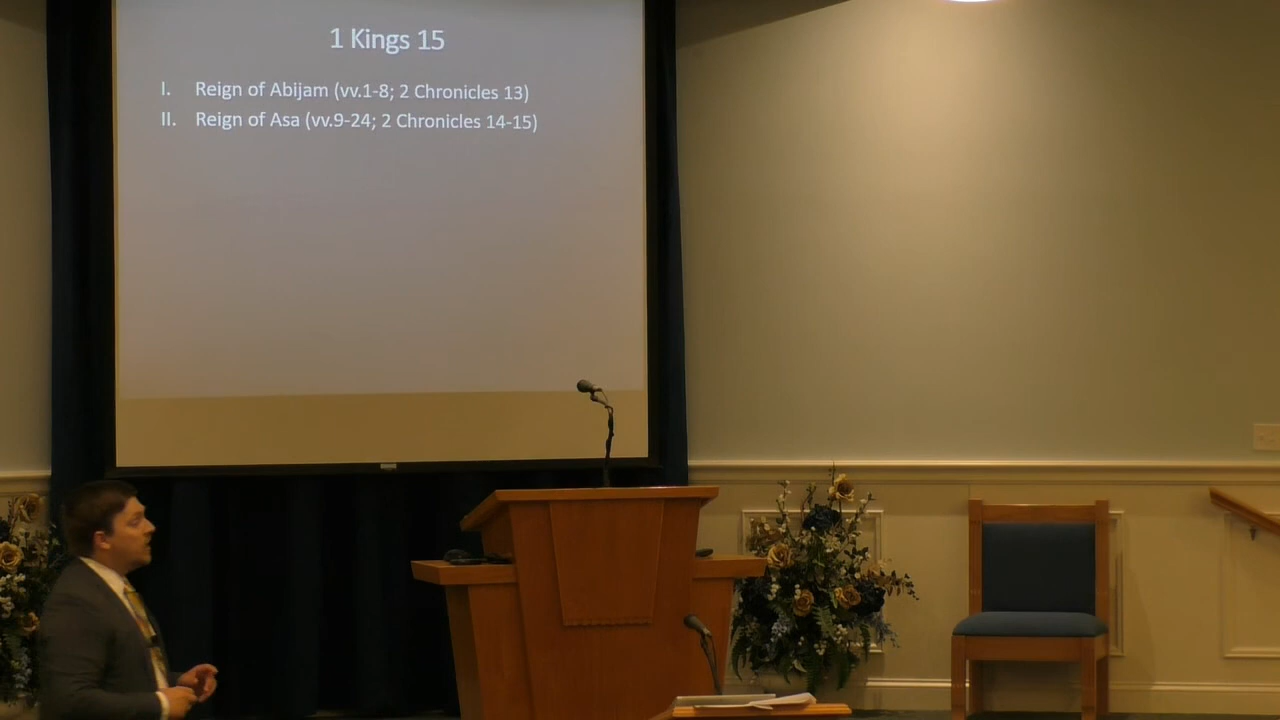 1 Kings 15
I. Reign of Abijam (vv.1-8; 2 Chronicles 13)
II. Reign of Asa (vv.9-24; 2 Chronicles 14-15)